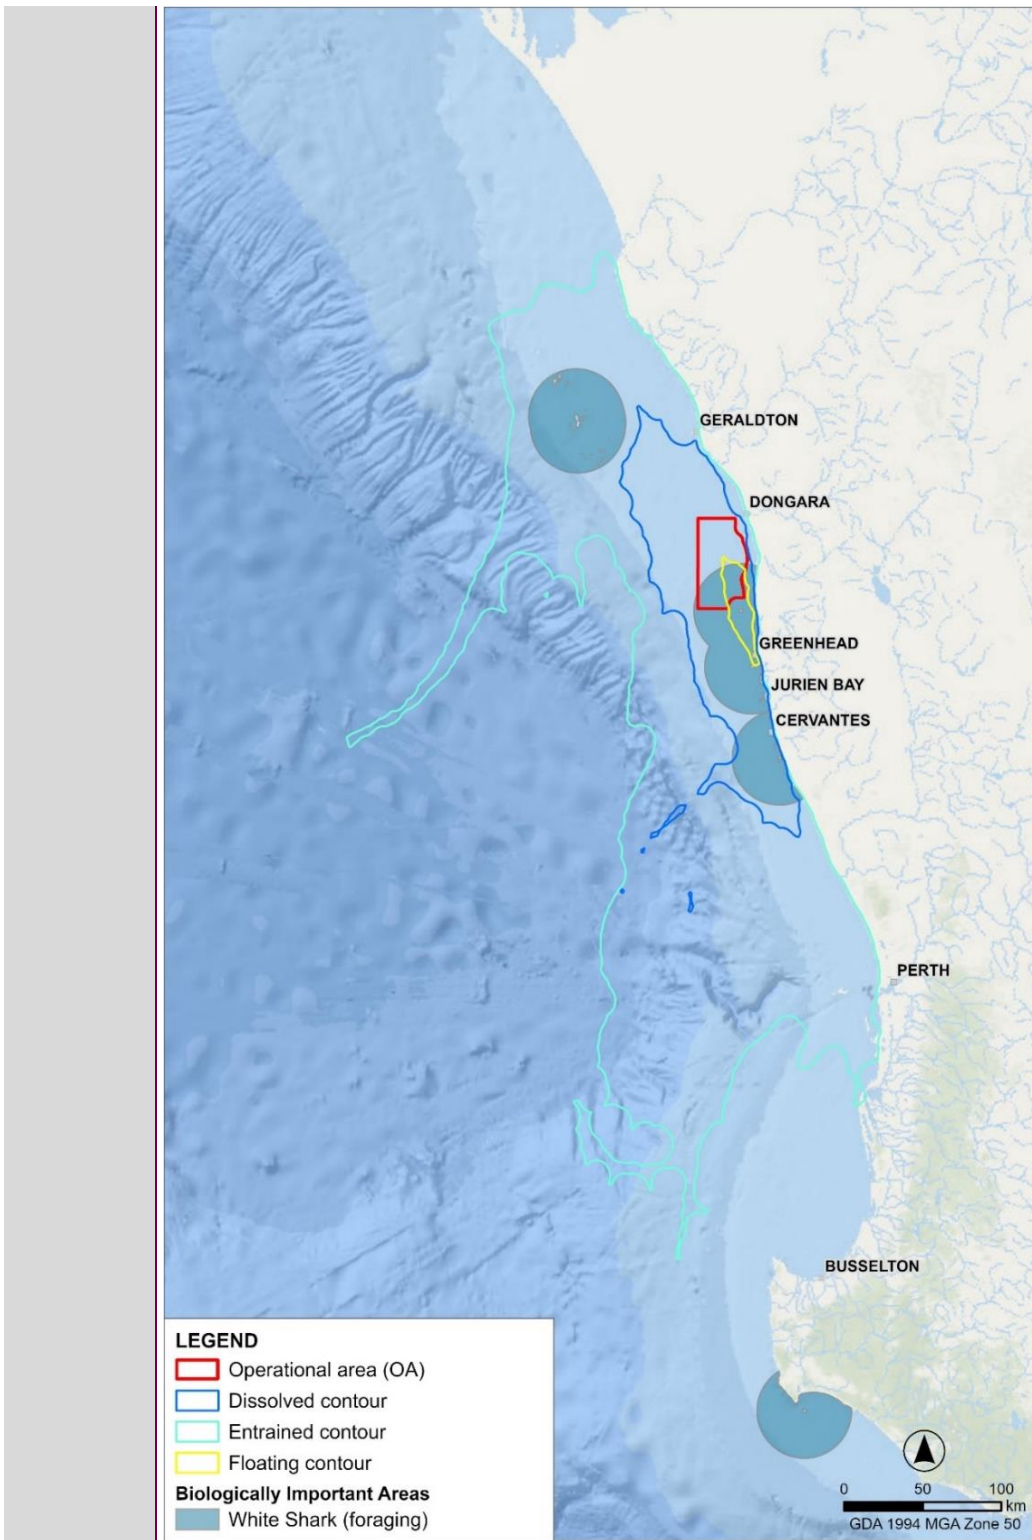 GERALDTON
DONGARA
GREENHEAD
JURIEN BAY
CERVANTES
PERTH
BUSSELTON
LEGEND
Operational area (OA)
Dissolved contour
Entrained contour
Floating contour
Biologically Important Areas
White Shark (foraging)
0 50 100
km
GDA 1994 MGA Zone 50